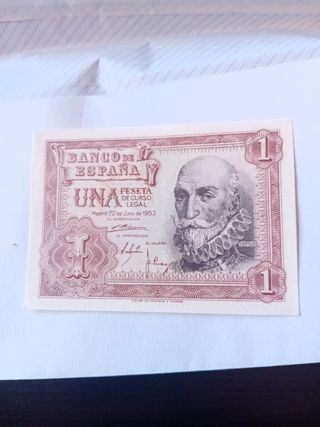 BANCO DE
ESPAÑA
1
UNA PESETA
DE CURSO
LEGAL
Madrid 22 de Julio de 1953
EL GOBERNADOR
EL INTERVENTOR
EL CAJERO
1
1